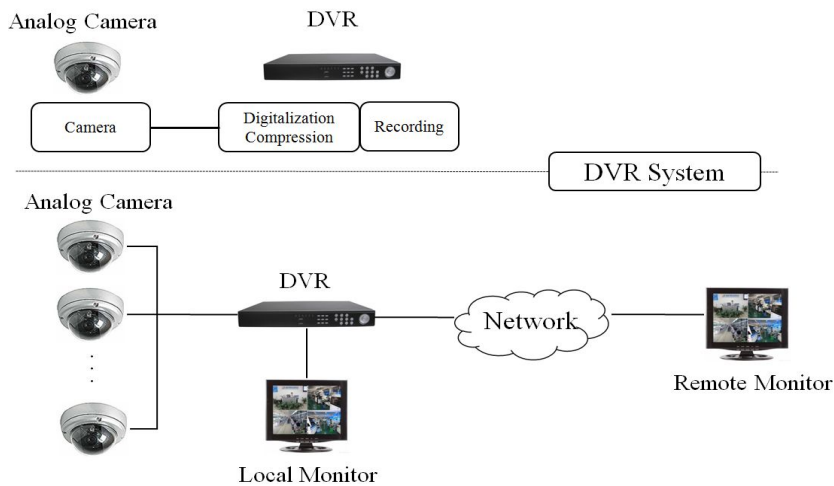 Analog Camera
DVR
Camera
Digitalization
Compression
Recording
DVR System
Analog Camera
DVR
Network
Remote Monitor
Local Monitor